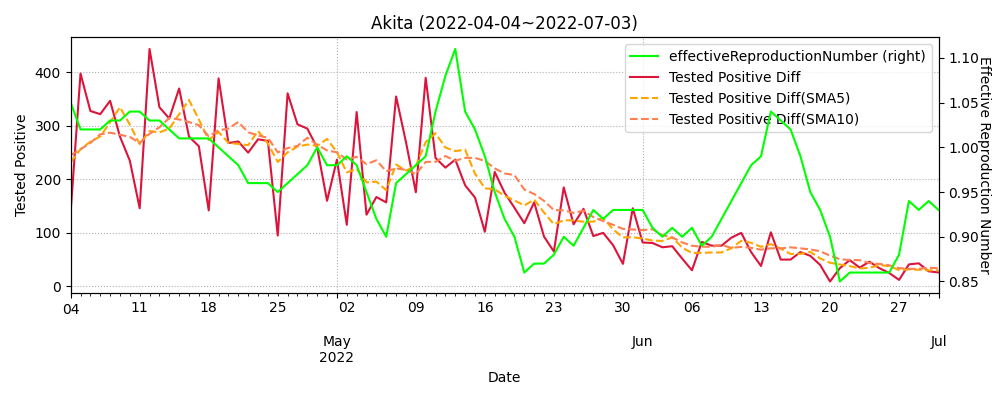 Akita (2022-04-04~2022-07-03)
effectiveReproductionNumber (right)
Tested Positive Diff
Tested Positive Diff(SMA5)
Tested Positive Diff(SMA10)
Tested Positive
400
300
200
100
0
Effective Reproduction Number
1.10
1.05
1.00
0.95
0.90
0.85
04 11 18 25 02 09 16 23 30 06 13 20 27
May Jun Jul
2022
Date